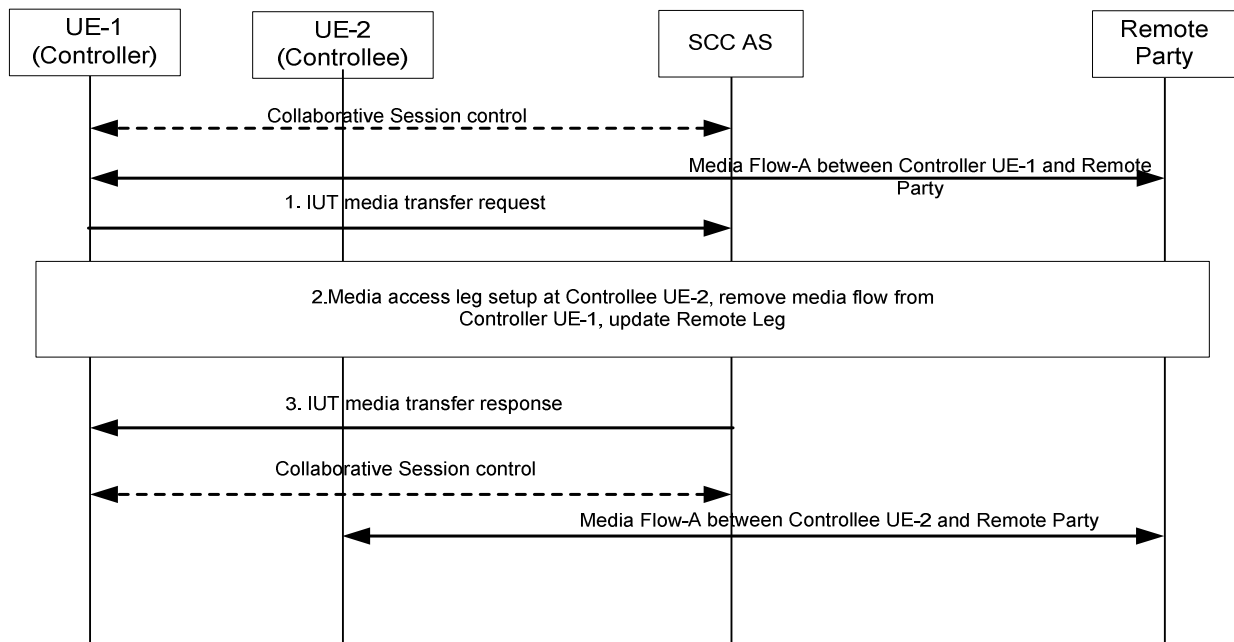 UE-1
(Controller)
UE-2
(Controllee)
SCC AS
Remote
Party
Collaborative Session control
Media Flow-A between Controller UE-1 and Remote
Party
1. IUT media transfer request
2.Media access leg setup at Controllee UE-2, remove media flow from
Controller UE-1, update Remote Leg
3. IUT media transfer response
Collaborative Session control
Media Flow-A between Controllee UE-2 and Remote Party